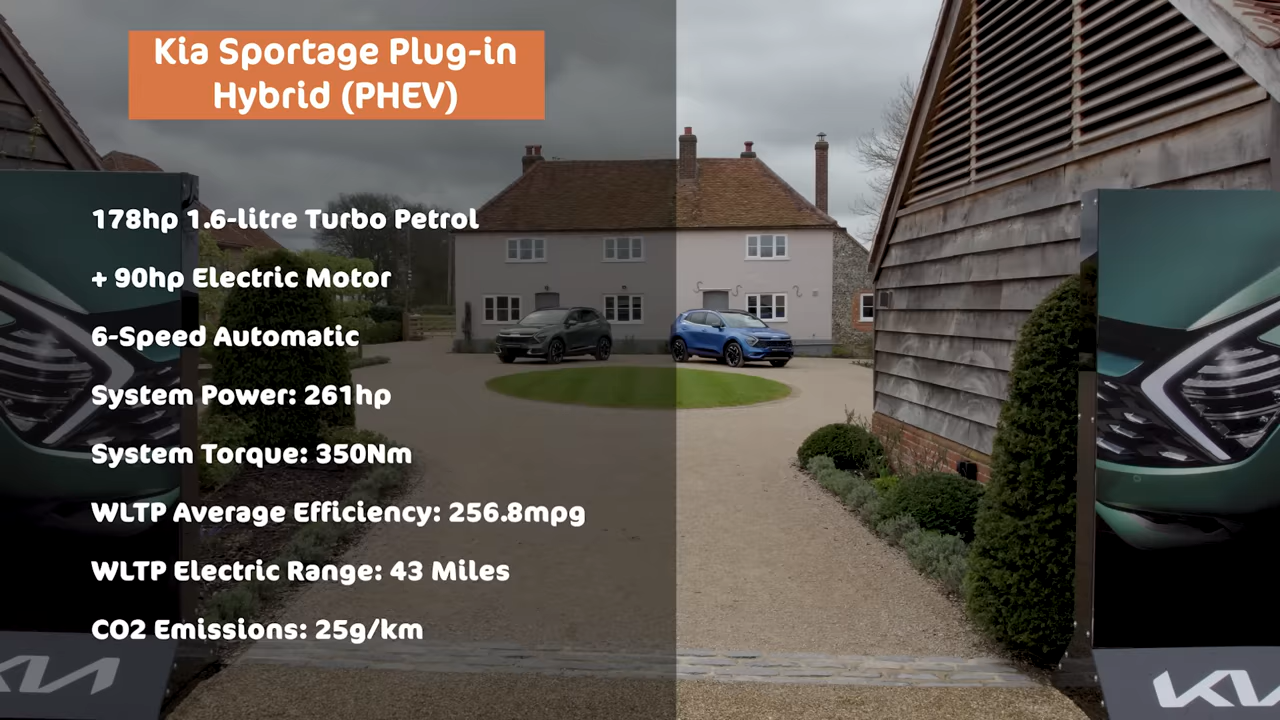 Kia Sportage Plug-in
Hybrid (PHEV)
178hp 1.6-litre Turbo Petrol
+ 90hp Electric Motor
6-Speed Automatic
System Power: 261hp
System Torque: 350Nm
WLTP Average Efficiency: 256.8mpg
WLTP Electric Range: 43 Miles
CO2 Emissions: 25g/km